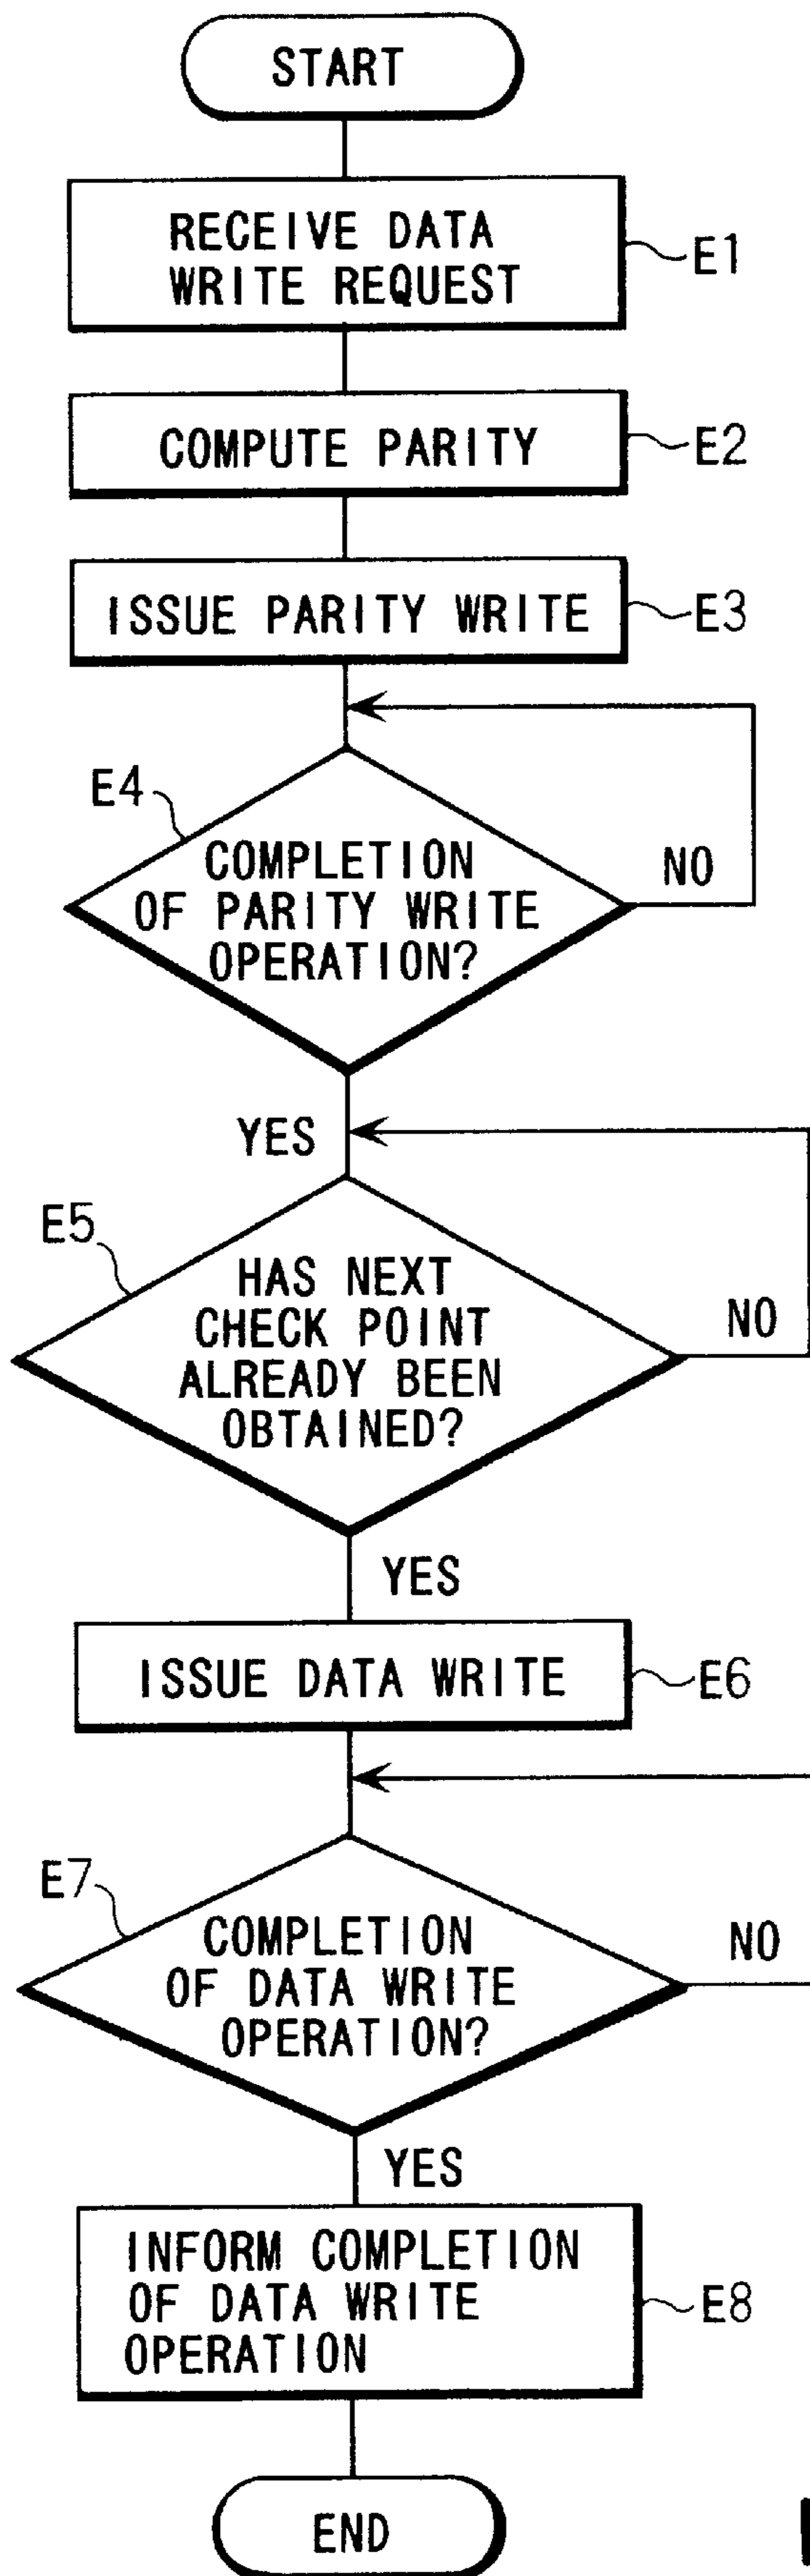 START
RECEIVE DATA
WRITE REQUEST
E1
COMPUTE PARITY
E2
ISSUE PARITY WRITE
E3
E4
COMPLETION
OF PARITY WRITE
OPERATION?
NO
YES
E5
HAS NEXT
CHECK POINT
ALREADY BEEN
OBTAINED?
NO
YES
ISSUE DATA WRITE
E6
E7
COMPLETION
OF DATA WRITE
OPERATION?
NO
YES
INFORM COMPLETION
OF DATA WRITE
OPERATION
E8
END